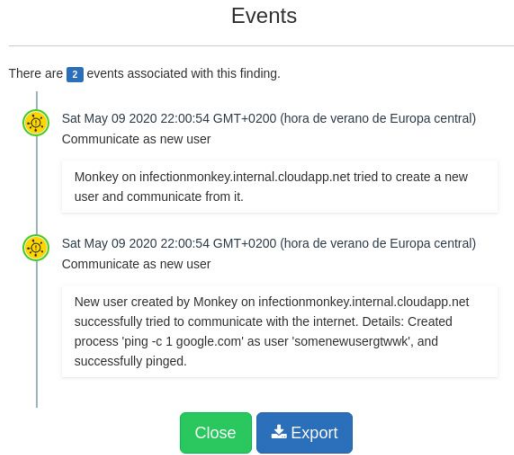 Events
There are 2 events associated with this finding.
Sat May 09 2020 22:00:54 GMT+0200 (hora de verano de Europa central)
Communicate as new user
Monkey on infectionmonkey.internal.cloudapp.net tried to create a new
user and communicate from it.
Sat May 09 2020 22:00:54 GMT+0200 (hora de verano de Europa central)
Communicate as new user
New user created by Monkey on infectionmonkey.internal.cloudapp.net
successfully tried to communicate with the internet. Details: Created
process 'ping -c 1 google.com' as user 'somenewusergtwwk', and
successfully pinged.
Close Export